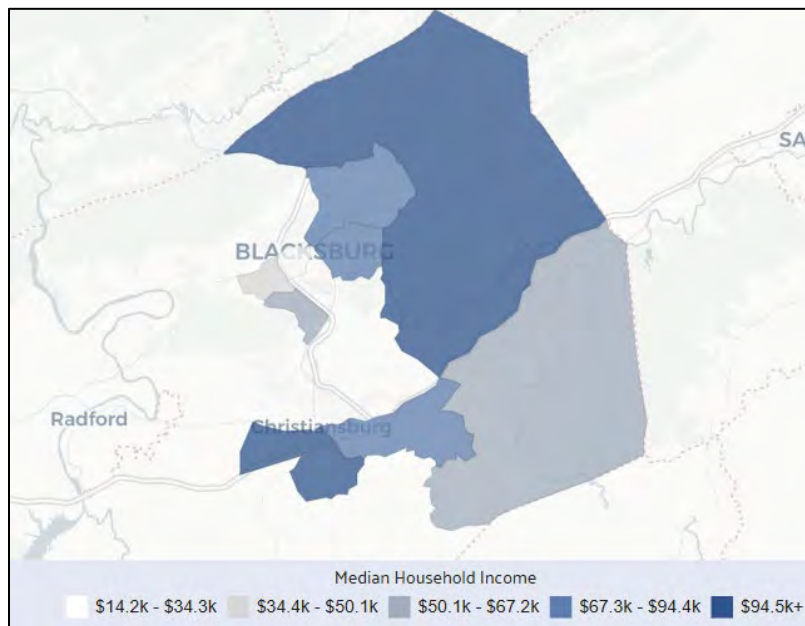 SA
BLACKSBURG
Radford
Christiansburg
Median Household Income
$14.2k - $34.3k $34.4k - $50.1k $50.1k - $67.2k $67.3k - $94.4k $94.5k+